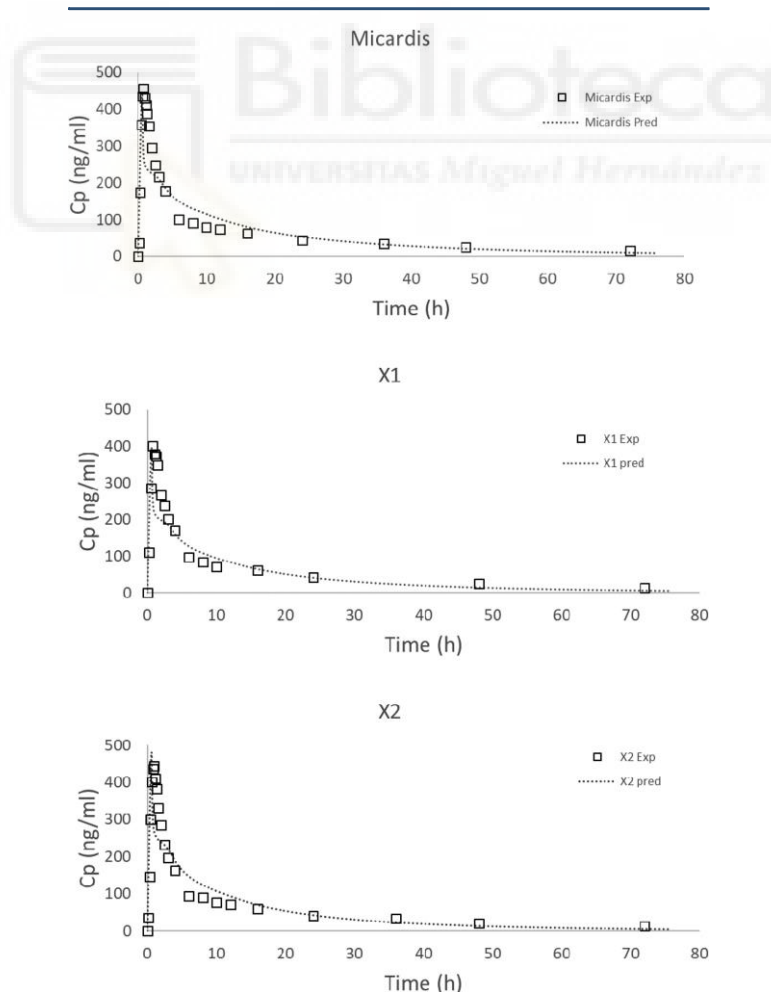 Biblioteca
UNIVERSITAS Miguel Hernández
Micardis
500
400
300
200
100
0
Cp (ng/ml)
0 10 20 30 40 50 60 70 80
Time (h)
Micardis Exp
Micardis Pred
X1
500
400
300
200
100
0
Cp (ng/ml)
0 10 20 30 40 50 60 70 80
Time (h)
X1 Exp
X1 pred
X2
500
400
300
200
100
0
Cp (ng/ml)
0 10 20 30 40 50 60 70 80
Time (h)
X2 Exp
X2 pred